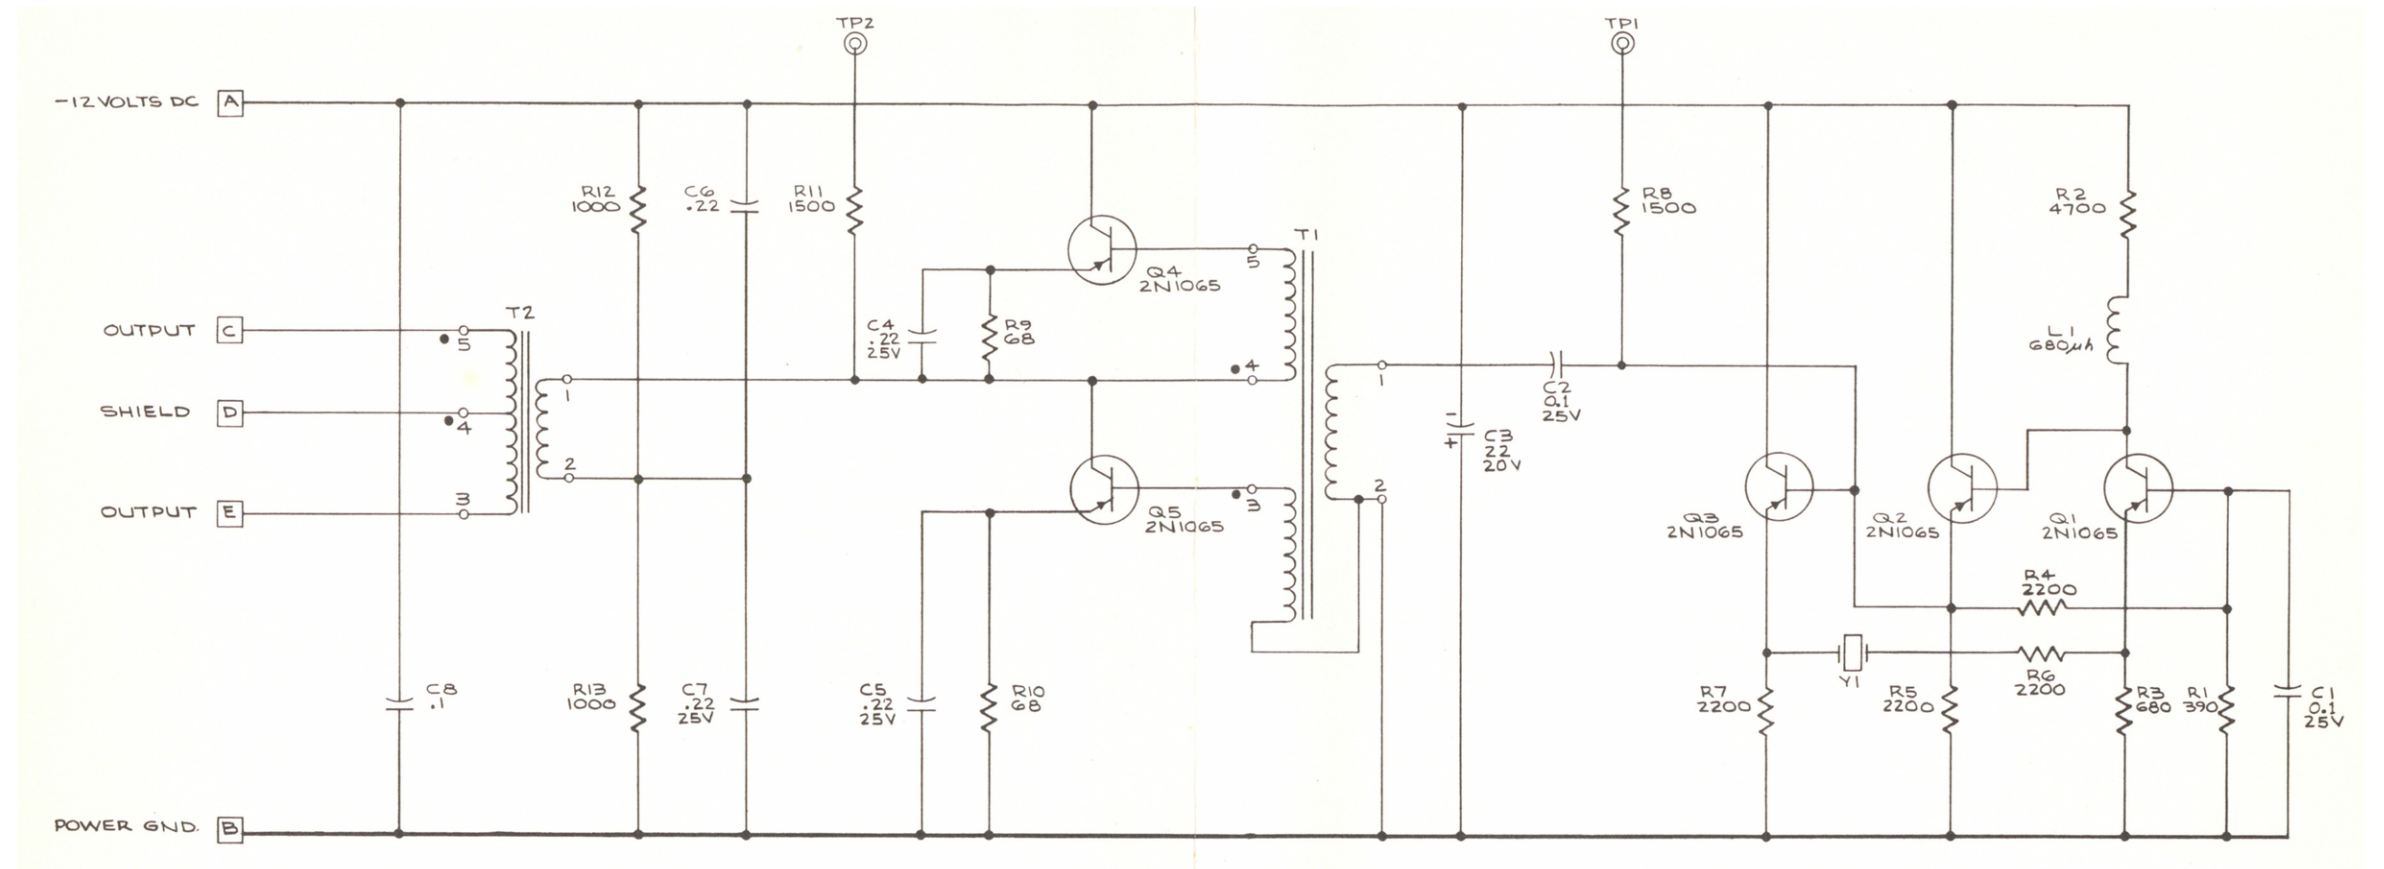 TP2
TP1
-12 VOLTS DC A
R12
1000
C6
.22
R11
1500
R8
1500
R2
4700
T1
5
Q4
2N1065
T2
OUTPUT C
5
C4
.22
25V
R9
68
L1
680µh
4
1
1
C2
0.1
25V
SHIELD D
4
- +
C3
22
20V
2
3
2
OUTPUT E
3
Q5
2N1065
Q3
2N1065
Q2
2N1065
Q1
2N1065
R4
2200
Y1
R6
2200
C8
.1
R13
1000
C7
.22
25V
C5
.22
25V
R10
68
R7
2200
R5
2200
R3
680
R1
390
C1
0.1
25V
POWER GND. B